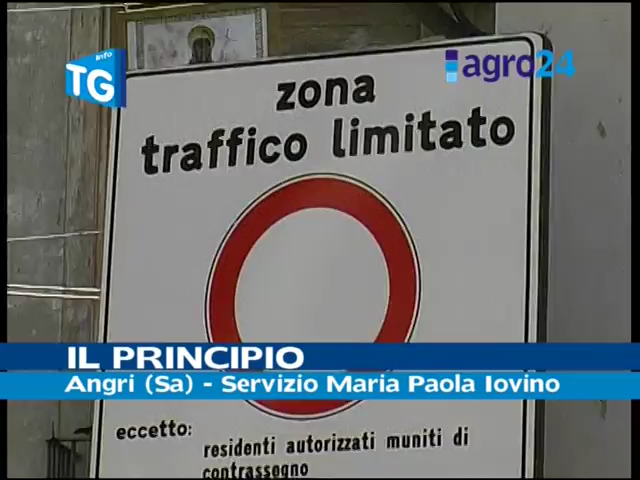 info
TG
agro24
zona
traffico limitato
IL PRINCIPIO
Angri (Sa) - Servizio Maria Paola Iovino
eccetto:
residenti autorizzati muniti di
contrassegno